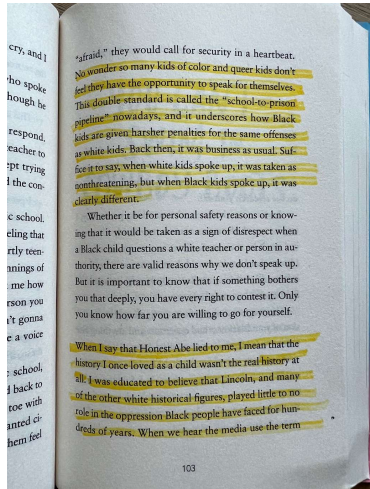 cry, and I
who spoke
hough he
respond.
teacher to
ept trying
l the con-
ic school.
eling that
rtly teen-
nnings of
me how
rson you
n't gonna
e a voice
school,
d back to
toe with
anted ci-
hem feel
"afraid," they would call for security in a heartbeat.
No wonder so many kids of color and queer kids don't
feel they have the opportunity to speak for themselves.
This double standard is called the "school-to-prison
pipeline" nowadays, and it underscores how Black
kids are given harsher penalties for the same offenses
as white kids. Back then, it was business as usual. Suf-
fice it to say, when white kids spoke up, it was taken as
nonthreatening, but when Black kids spoke up, it was
clearly different.
Whether it be for personal safety reasons or know-
ing that it would be taken as a sign of disrespect when
a Black child questions a white teacher or person in au-
thority, there are valid reasons why we don't speak up.
But it is important to know that if something bothers
you that deeply, you have every right to contest it. Only
you know how far you are willing to go for yourself.
When I say that Honest Abe lied to me, I mean that the
history I once loved as a child wasn't the real history at
all. I was educated to believe that Lincoln, and many
of the other white historical figures, played little to no
role in the oppression Black people have faced for hun-
dreds of years. When we hear the media use the term
103